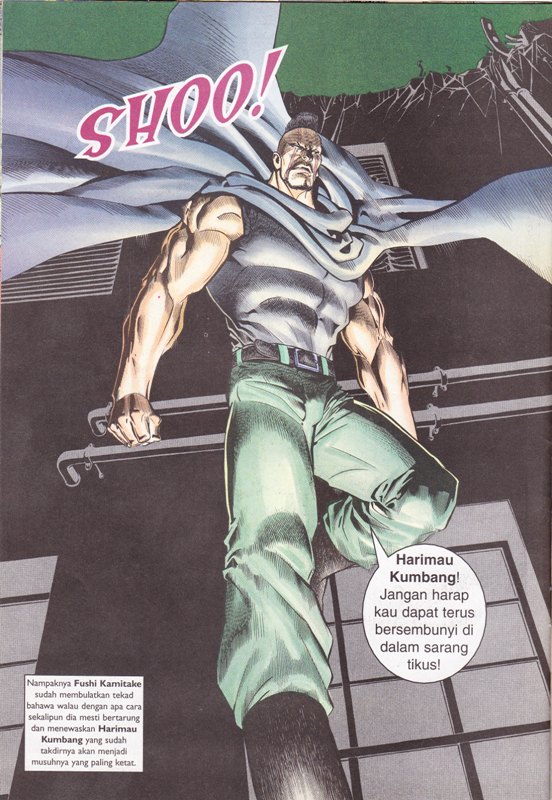 SHOO!
Harimau
Kumbang!
Jangan harap
kau dapat terus
bersembunyi di
dalam sarang
tikus!
Nampaknya Fushi Kamitake
sudah membulatkan tekad
bahawa walau dengan apa cara
sekalipun dia mesti bertarung
dan menewaskan Harimau
Kumbang yang sudah
takdirnya akan menjadi
musuhnya yang paling ketat.